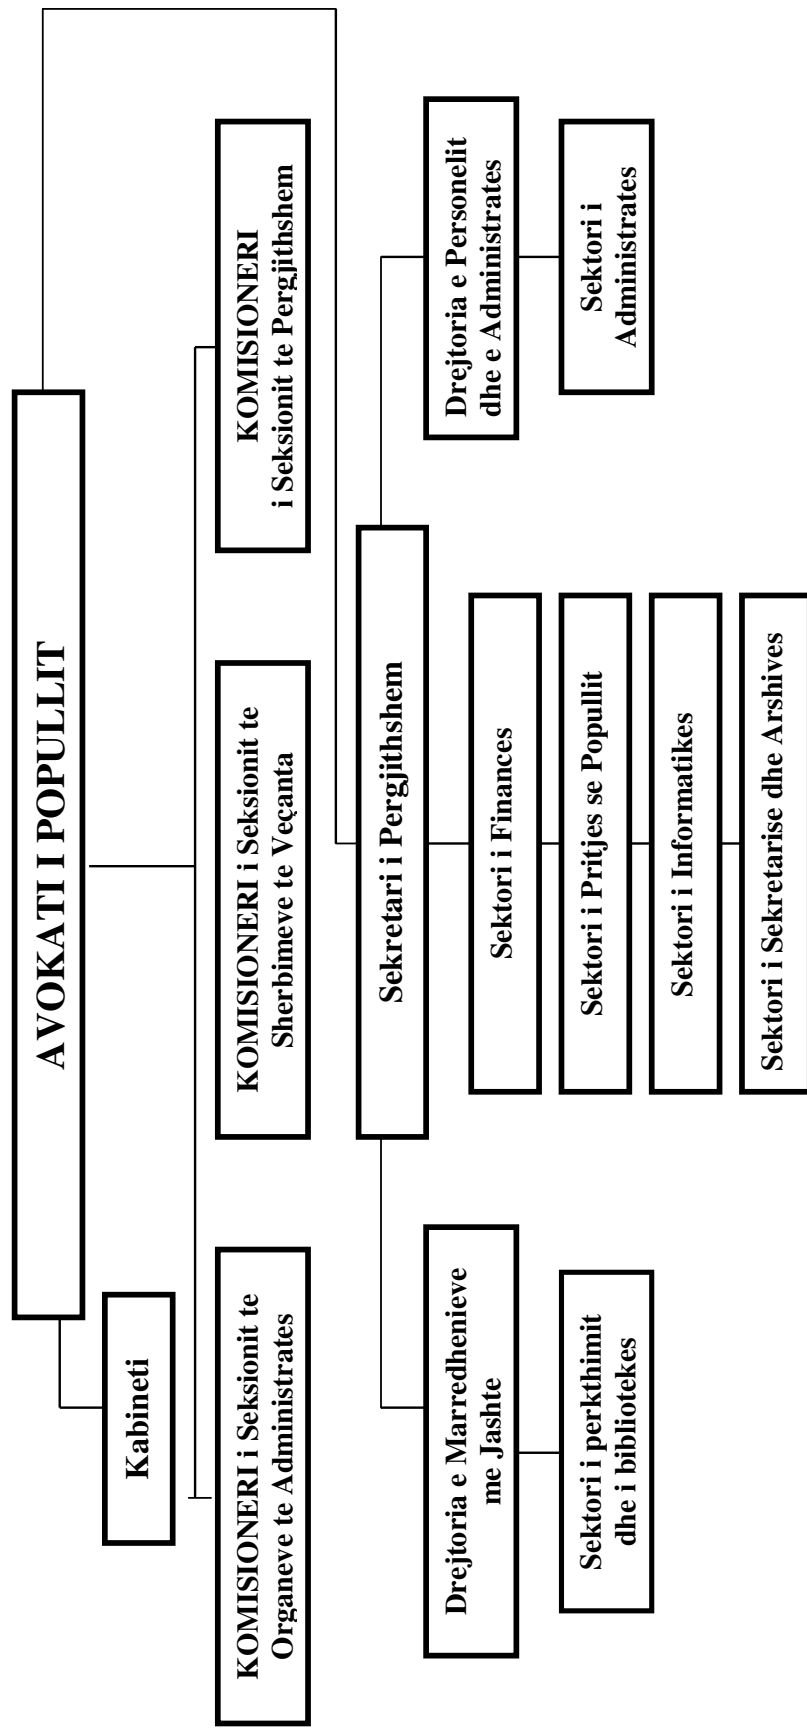 AVOKATI I POPULLIT
Kabineti
KOMISIONERI i Seksionit te
Organeve te Administrates
KOMISIONERI i Seksionit te
Sherbimeve te Veçanta
KOMISIONERI
i Seksionit te Pergjithshem
Sekretari i Pergjithshem
Drejtoria e Marredhenieve
me Jashte
Sektori i perkthimit
dhe i bibliotekes
Sektori i Finances
Sektori i Pritjes se Popullit
Sektori i Informatikes
Sektori i Sekretarise dhe Arshives
Drejtoria e Personelit
dhe e Administrates
Sektori i
Administrates